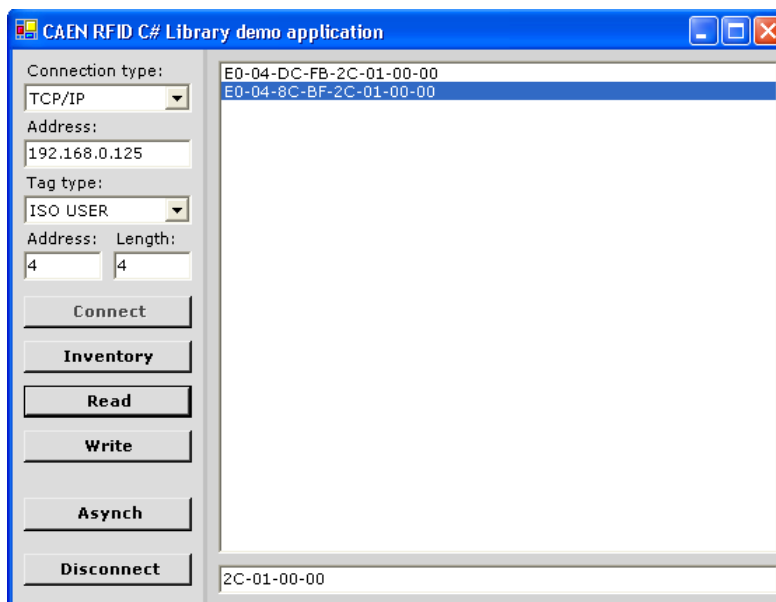 CAEN RFID C# Library demo application
Connection type:
TCP/IP
Address:
192.168.0.125
Tag type:
ISO USER
Address: Length:
4 4
Connect
Inventory
Read
Write
Asynch
Disconnect
E0-04-DC-FB-2C-01-00-00
E0-04-8C-BF-2C-01-00-00
2C-01-00-00